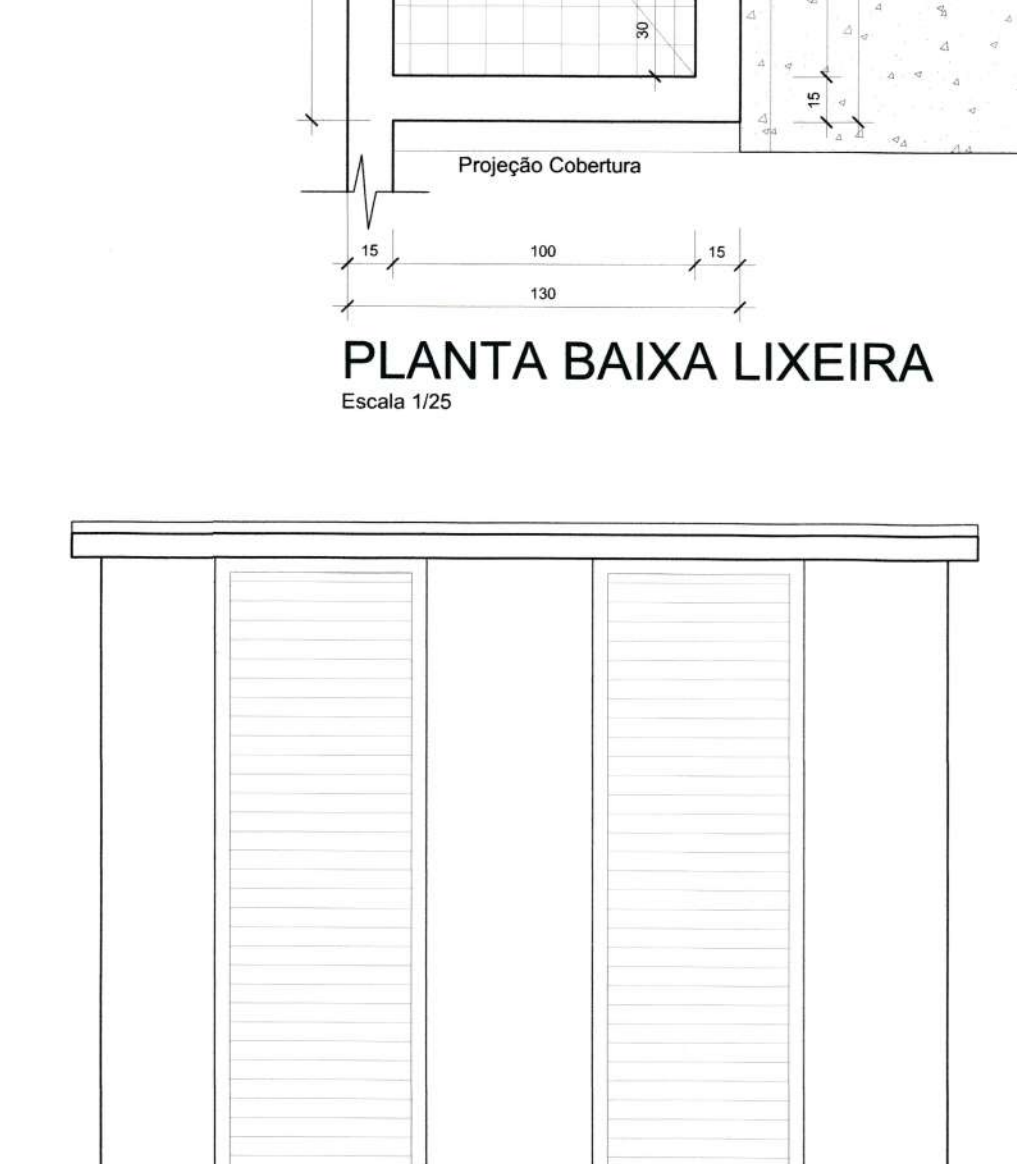 30
15
Projeção Cobertura
15 100 15
130
PLANTA BAIXA LIXEIRA
Escala 1/25